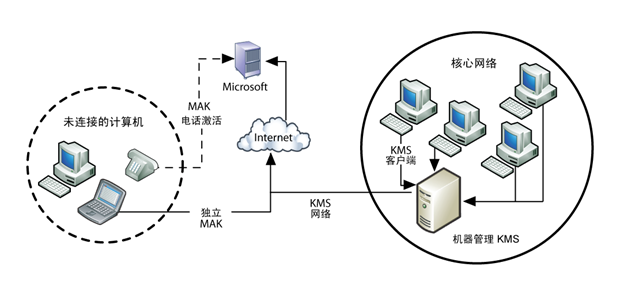 未连接的计算机
MAK
电话激活
Microsoft
Internet
独立
MAK
KMS
网络
核心网络
KMS
客户端
机器管理 KMS